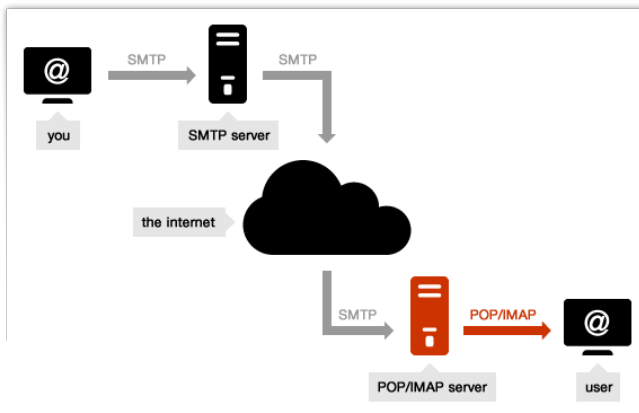 @
SMTP
SMTP
you
SMTP server
the internet
SMTP
POP/IMAP
@
POP/IMAP server
user